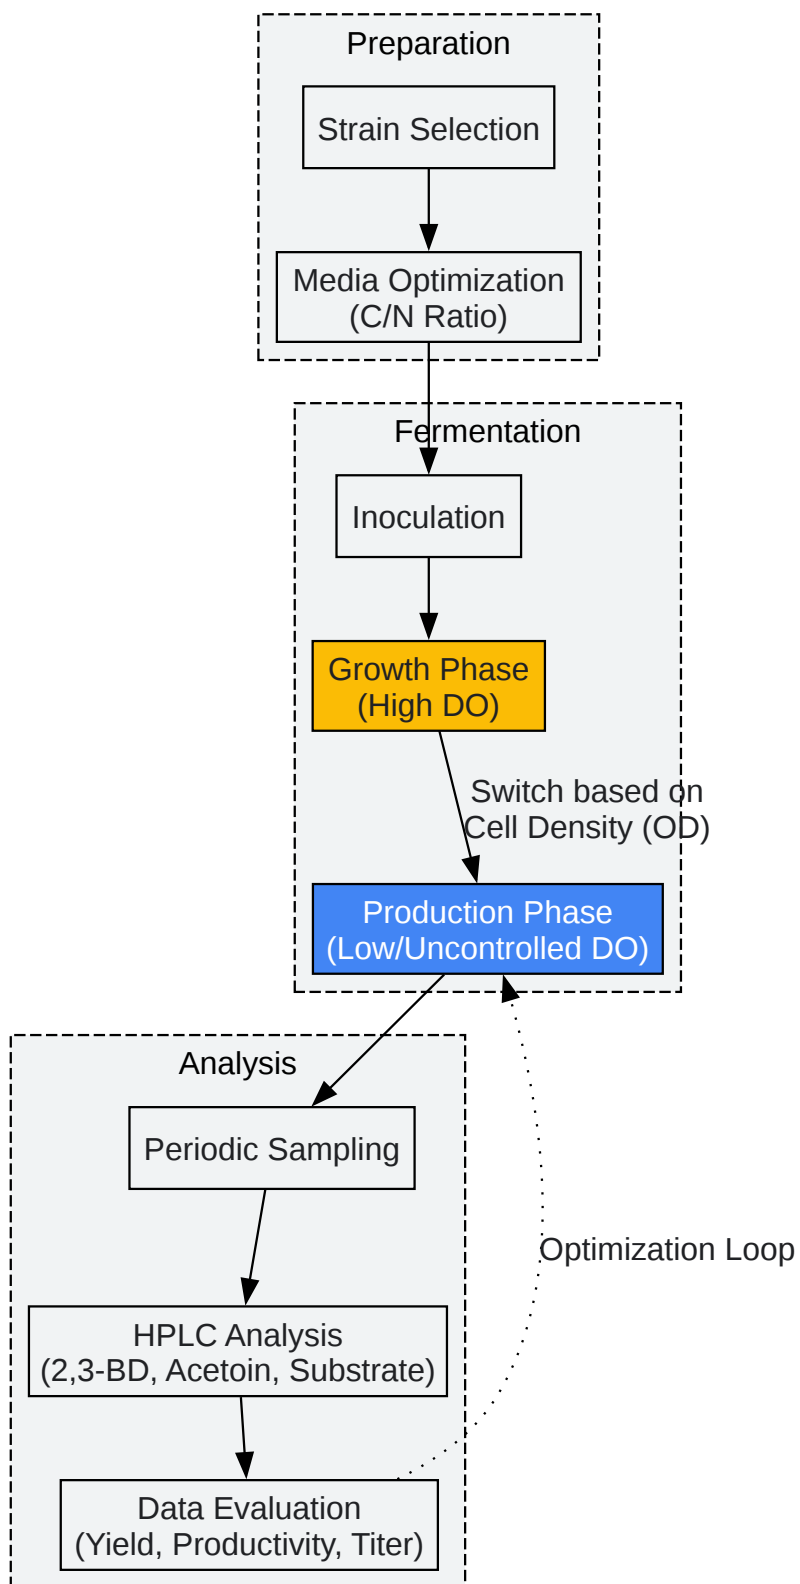 Preparation
Strain Selection
Media Optimization
(C/N Ratio)
Fermentation
Inoculation
Growth Phase
(High DO)
Switch based on
Cell Density (OD)
Production Phase
(Low/Uncontrolled DO)
Analysis
Periodic Sampling
Optimization Loop
HPLC Analysis
(2,3-BD, Acetoin, Substrate)
Data Evaluation
(Yield, Productivity, Titer)